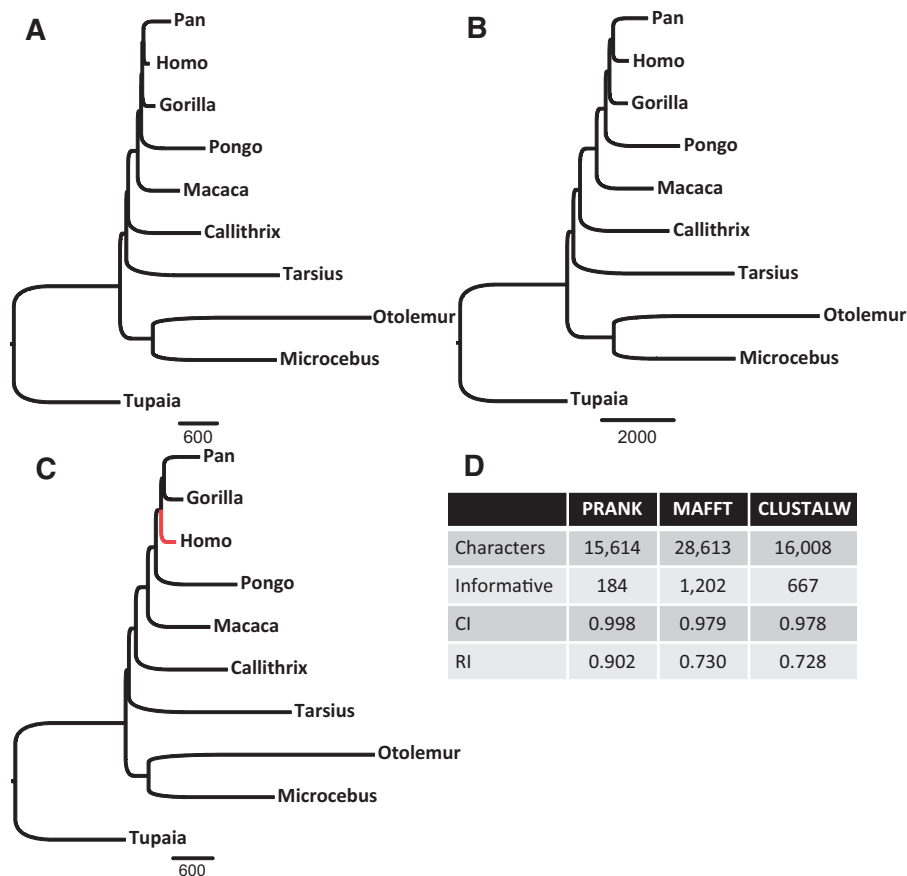 A
Pan
Homo
Gorilla
Pongo
Macaca
Callithrix
Tarsius
Otolemur
Microcebus
Tupaia
600
B
Pan
Homo
Gorilla
Pongo
Macaca
Callithrix
Tarsius
Otolemur
Microcebus
Tupaia
2000
C
Pan
Gorilla
Homo
Pongo
Macaca
Callithrix
Tarsius
Otolemur
Microcebus
Tupaia
600
D
PRANK MAFFT CLUSTALW
Characters 15,614 28,613 16,008
Informative 184 1,202 667
CI 0.998 0.979 0.978
RI 0.902 0.730 0.728